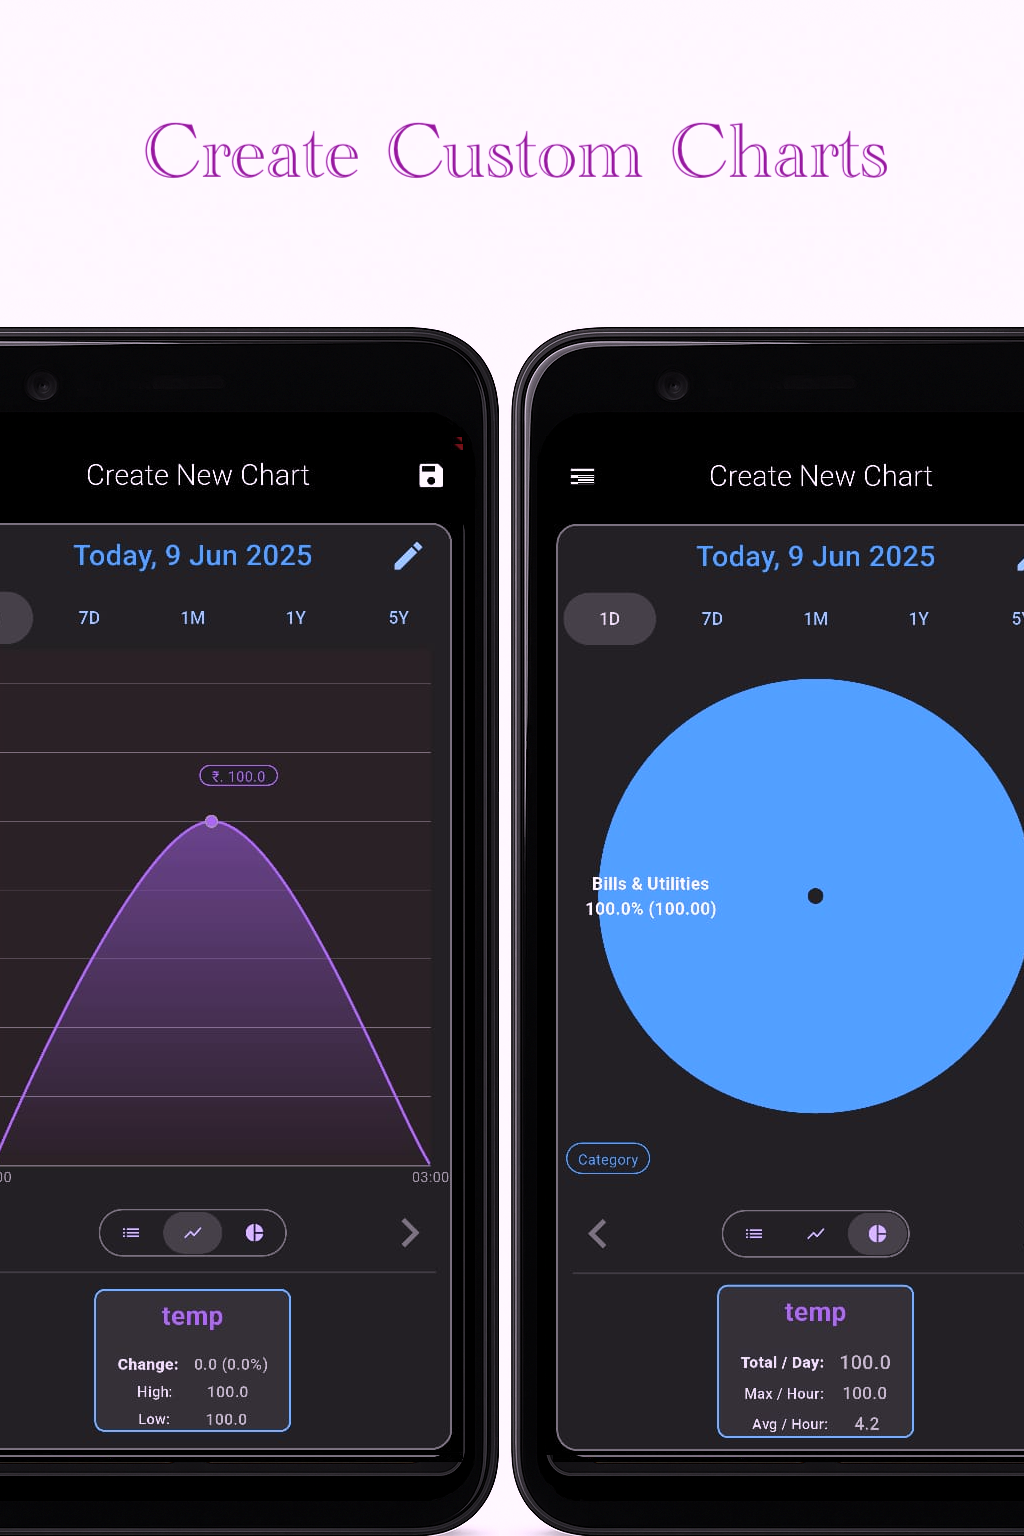 Create Custom Charts
Create New Chart
Today, 9 Jun 2025
7D 1M 1Y 5Y
₹. 100.0
00 03:00
temp
Change: 0.0 (0.0%)
High: 100.0
Low: 100.0
Create New Chart
Today, 9 Jun 2025
1D 7D 1M 1Y 5Y
Bills & Utilities
100.0% (100.00)
Category
temp
Total / Day: 100.0
Max / Hour: 100.0
Avg / Hour: 4.2